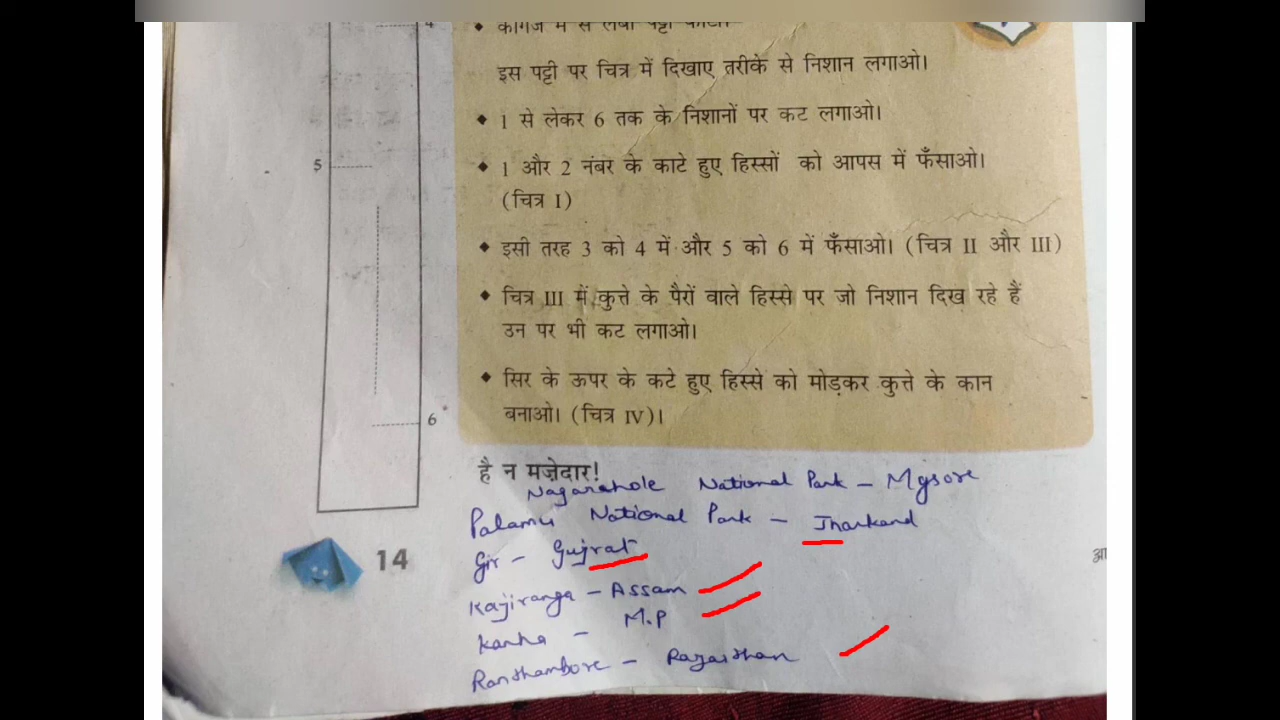 4
कागज में से लंबी पट्टी काटो।
इस पट्टी पर चित्र में दिखाए तरीके से निशान लगाओ।
◆ 1 से लेकर 6 तक के निशानों पर कट लगाओ।
5
◆ 1 और 2 नंबर के काटे हुए हिस्सों को आपस में फँसाओ।
(चित्र I)
◆ इसी तरह 3 को 4 में और 5 को 6 में फँसाओ। (चित्र II और III)
◆ चित्र III में कुत्ते के पैरों वाले हिस्से पर जो निशान दिख रहे हैं
उन पर भी कट लगाओ।
◆ सिर के ऊपर के कटे हुए हिस्से को मोड़कर कुत्ते के कान
बनाओ। (चित्र IV)।
6
है न मज़ेदार!
Nagarahole National Park - Mysore
Palamu National Park - Jharkand
Gir - Gujrat
14
Kajiranga - Assam
Kanha - M.P
Ranthambore - Rajasthan